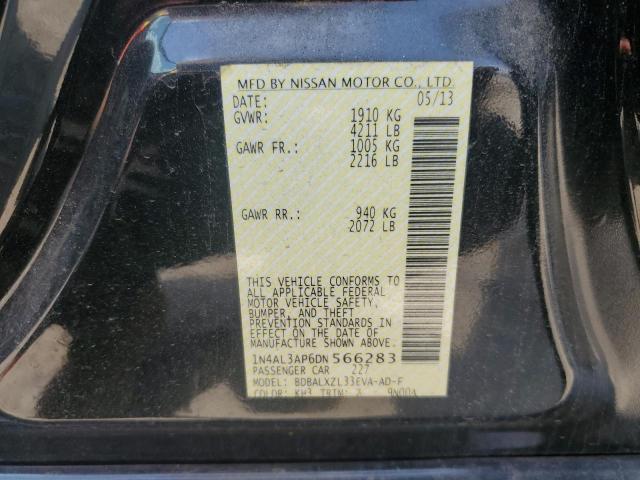 MFD BY NISSAN MOTOR CO., LTD.
DATE: 05/13
GVWR: 1910 KG
4211 LB
GAWR FR.: 1005 KG
2216 LB
GAWR RR.: 940 KG
2072 LB
THIS VEHICLE CONFORMS TO
ALL APPLICABLE FEDERAL
MOTOR VEHICLE SAFETY,
BUMPER, AND THEFT
PREVENTION STANDARDS IN
EFFECT ON THE DATE OF
MANUFACTURE SHOWN ABOVE.
1N4AL3AP6DN566283
PASSENGER CAR 227
MODEL: BDBALXZL33EVA-AD-F
COLOR: KH3 TRIM: